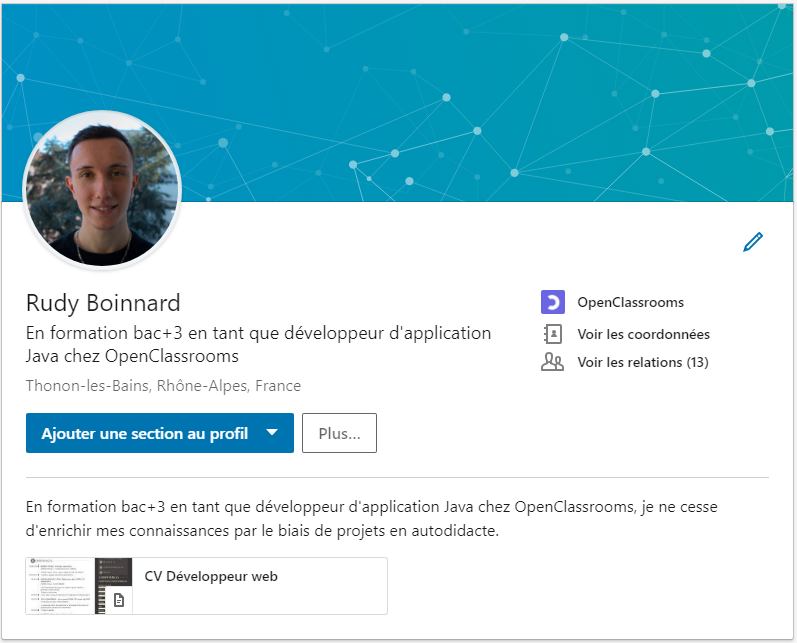 Rudy Boinnard
En formation bac+3 en tant que développeur d'application
Java chez OpenClassrooms
Thonon-les-Bains, Rhône-Alpes, France
OpenClassrooms
Voir les coordonnées
Voir les relations (13)
Ajouter une section au profil
Plus...
En formation bac+3 en tant que développeur d'application Java chez OpenClassrooms, je ne cesse
d'enrichir mes connaissances par le biais de projets en autodidacte.
CV Développeur web